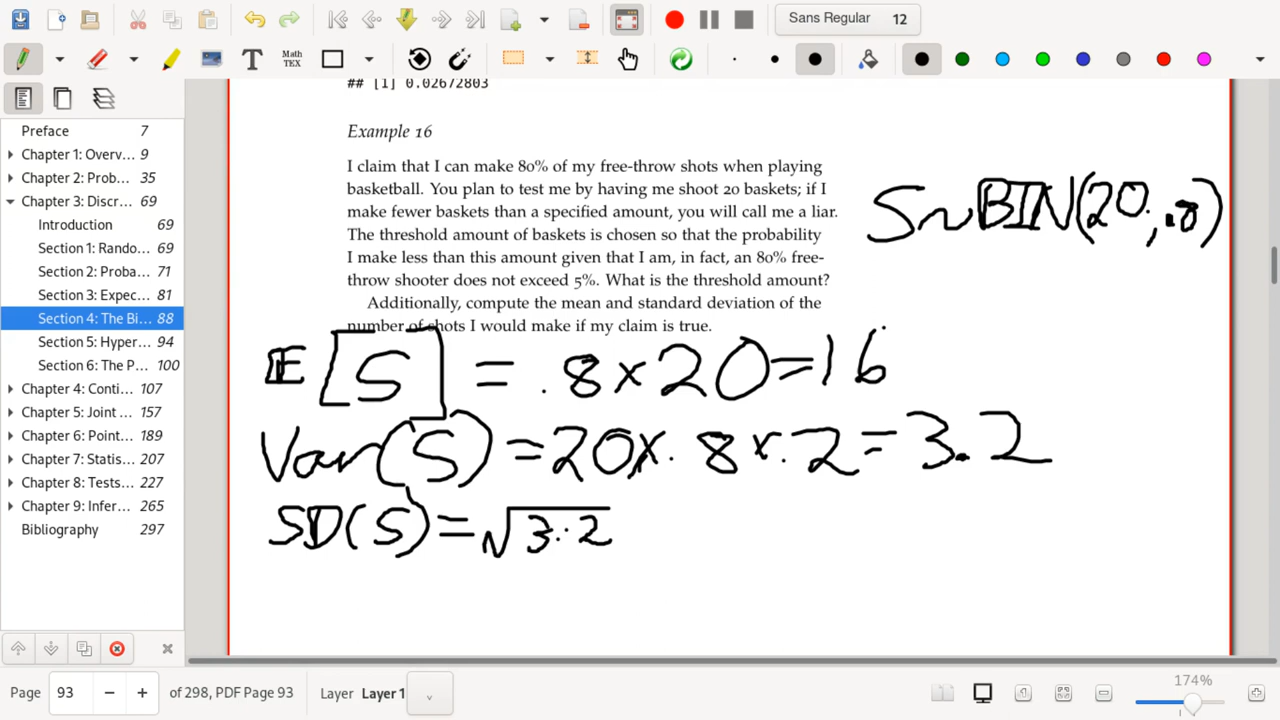 Sans Regular 12
T Math TEX
Preface 7
Chapter 1: Overv... 9
Chapter 2: Prob... 35
Chapter 3: Discr... 69
Introduction 69
Section 1: Rando... 69
Section 2: Proba... 71
Section 3: Expec... 81
Section 4: The Bi... 88
Section 5: Hyper... 94
Section 6: The P... 100
Chapter 4: Conti... 107
Chapter 5: Joint ... 157
Chapter 6: Point... 189
Chapter 7: Statis... 207
Chapter 8: Tests... 227
Chapter 9: Infer... 265
Bibliography 297
## [1] 0.02672803
Example 16
I claim that I can make 80% of my free-throw shots when playing
basketball. You plan to test me by having me shoot 20 baskets; if I
make fewer baskets than a specified amount, you will call me a liar.
The threshold amount of baskets is chosen so that the probability
I make less than this amount given that I am, in fact, an 80% free-
throw shooter does not exceed 5%. What is the threshold amount?
Additionally, compute the mean and standard deviation of the
number of shots I would make if my claim is true.
S~BIN(20, .8)
E[S] = .8×20=16
Var(S)=20×.8×.2=3.2
SD(S)=√3.2
Page 93 − + of 298, PDF Page 93 Layer Layer 1 174%